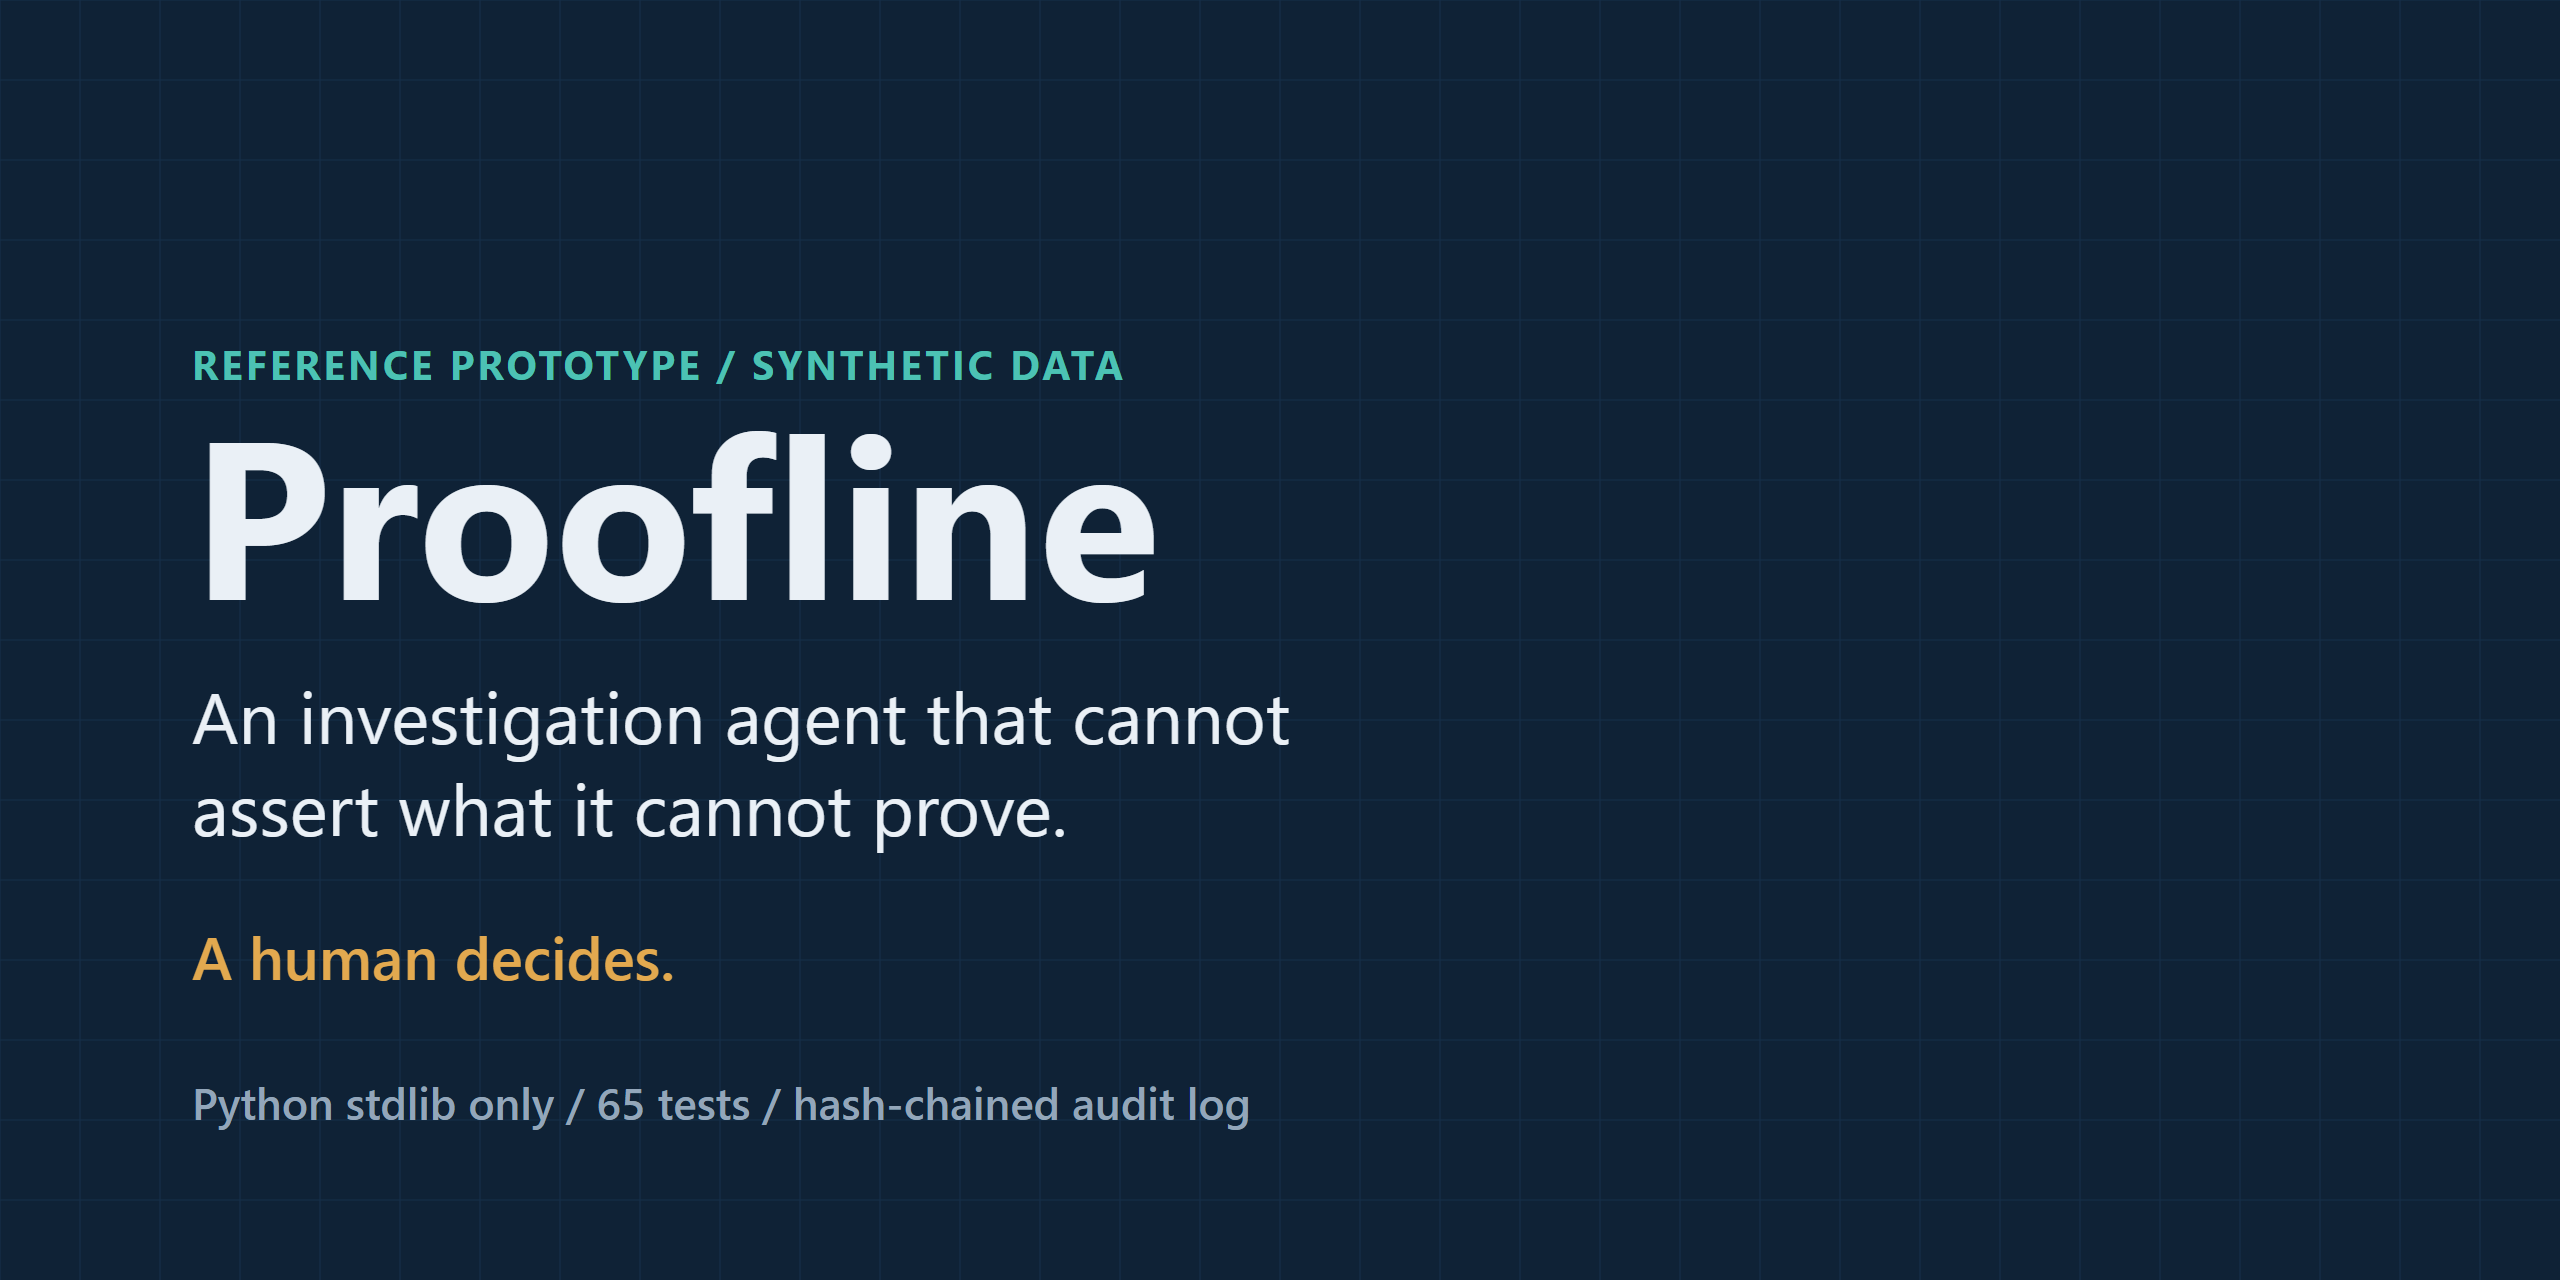 REFERENCE PROTOTYPE / SYNTHETIC DATA
Proofline
An investigation agent that cannot
assert what it cannot prove.
A human decides.
Python stdlib only / 65 tests / hash-chained audit log